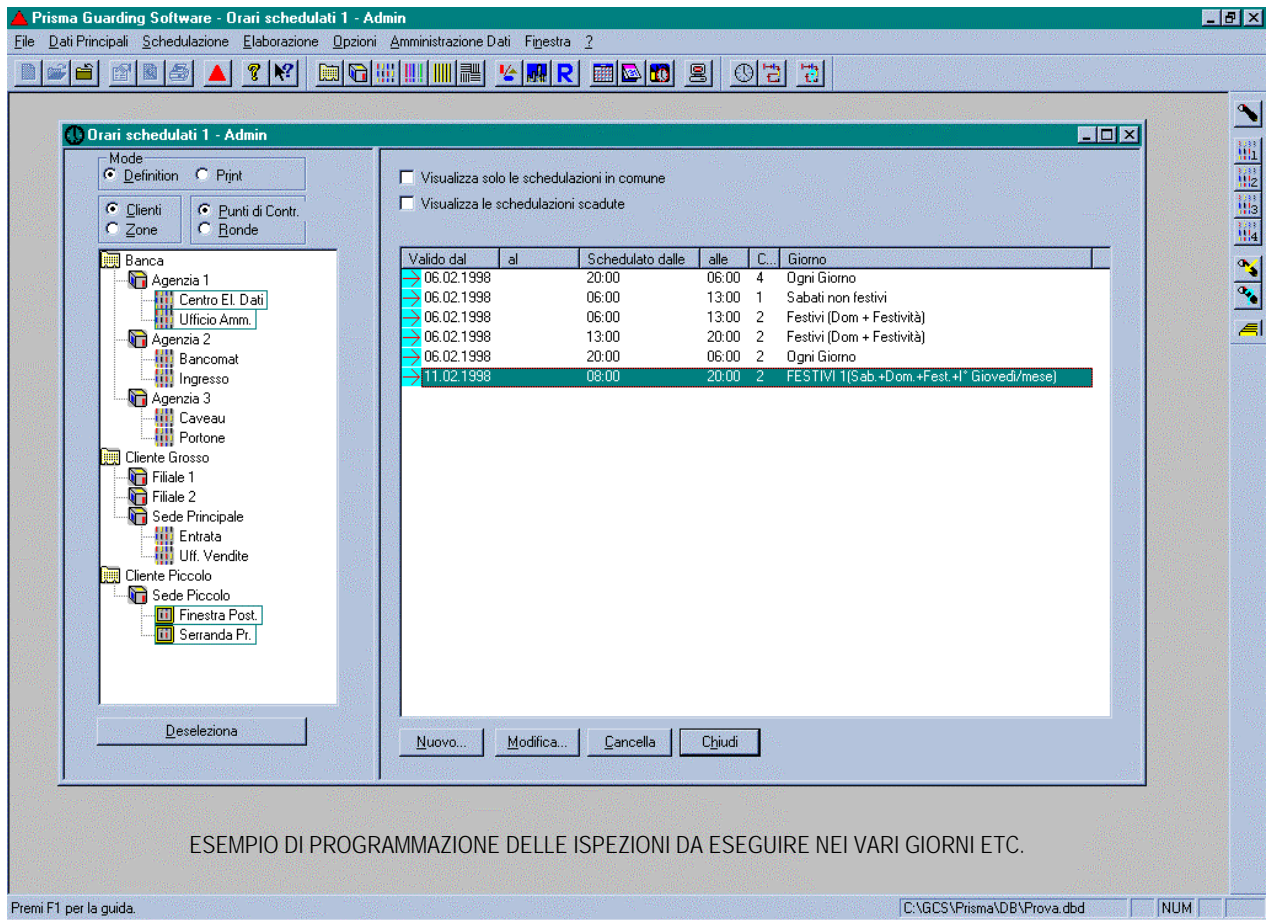 Prisma Guarding Software - Orari schedulati 1 - Admin
File Dati Principali Schedulazione Elaborazione Opzioni Amministrazione Dati Finestra ?
R
1
2
3
4
Orari schedulati 1 - Admin
Mode
Definition Print
Clienti Punti di Contr.
Zone Ronde
Banca
Agenzia 1
Centro El. Dati
Ufficio Amm.
Agenzia 2
Bancomat
Ingresso
Agenzia 3
Caveau
Portone
Cliente Grosso
Filiale 1
Filiale 2
Sede Principale
Entrata
Uff. Vendite
Cliente Piccolo
Sede Piccolo
Finestra Post.
Serranda Pr.
Deseleziona
Visualizza solo le schedulazioni in comune
Visualizza le schedulazioni scadute
Valido dal al Schedulato dalle alle C... Giorno
06.02.1998 20:00 06:00 4 Ogni Giorno
06.02.1998 06:00 13:00 1 Sabati non festivi
06.02.1998 06:00 13:00 2 Festivi (Dom + Festività)
06.02.1998 13:00 20:00 2 Festivi (Dom + Festività)
06.02.1998 20:00 06:00 2 Ogni Giorno
11.02.1998 08:00 20:00 2 FESTIVI 1(Sab.+Dom.+Fest.+I° Giovedì/mese)
Nuovo... Modifica... Cancella Chiudi
ESEMPIO DI PROGRAMMAZIONE DELLE ISPEZIONI DA ESEGUIRE NEI VARI GIORNI ETC.
Premi F1 per la guida. C:\GCS\Prisma\DB\Prova.dbd NUM